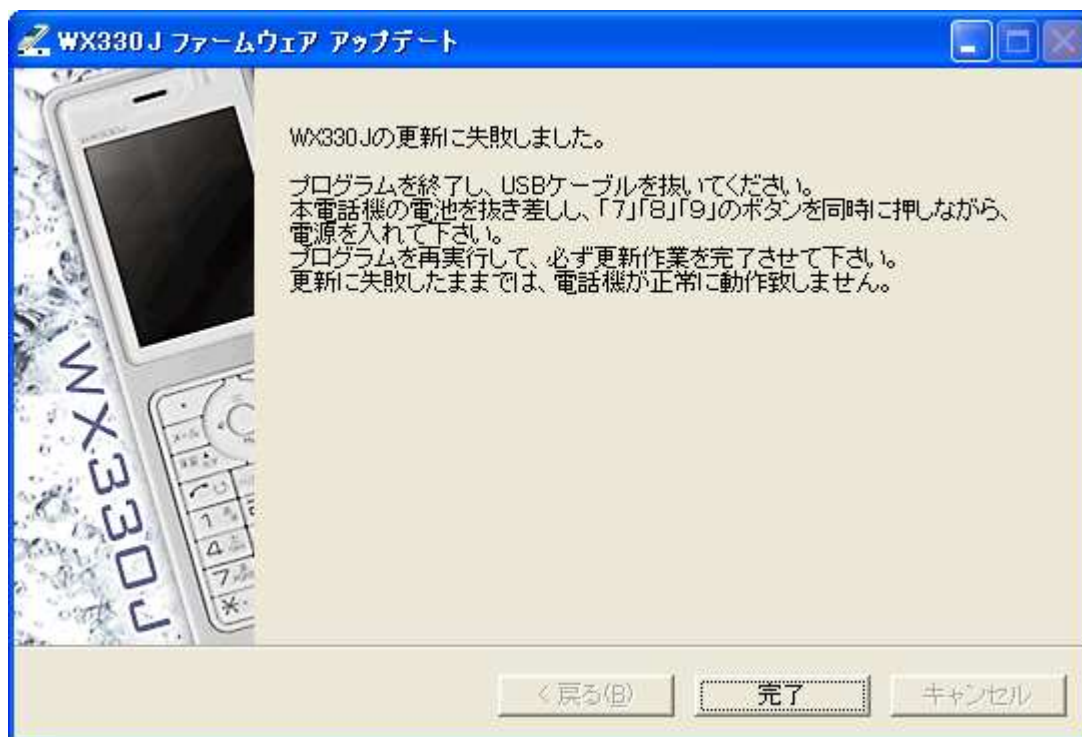 WX330J ファームウェア アップデート
WX330Jの更新に失敗しました。
プログラムを終了し、USBケーブルを抜いてください。
本電話機の電池を抜き差しし、「7」「8」「9」のボタンを同時に押しながら、
電源を入れて下さい。
プログラムを再実行して、必ず更新作業を完了させて下さい。
更新に失敗したままでは、電話機が正常に動作致しません。
WX330J
メール
1
4
7
*
< 戻る(B)
完了
キャンセル